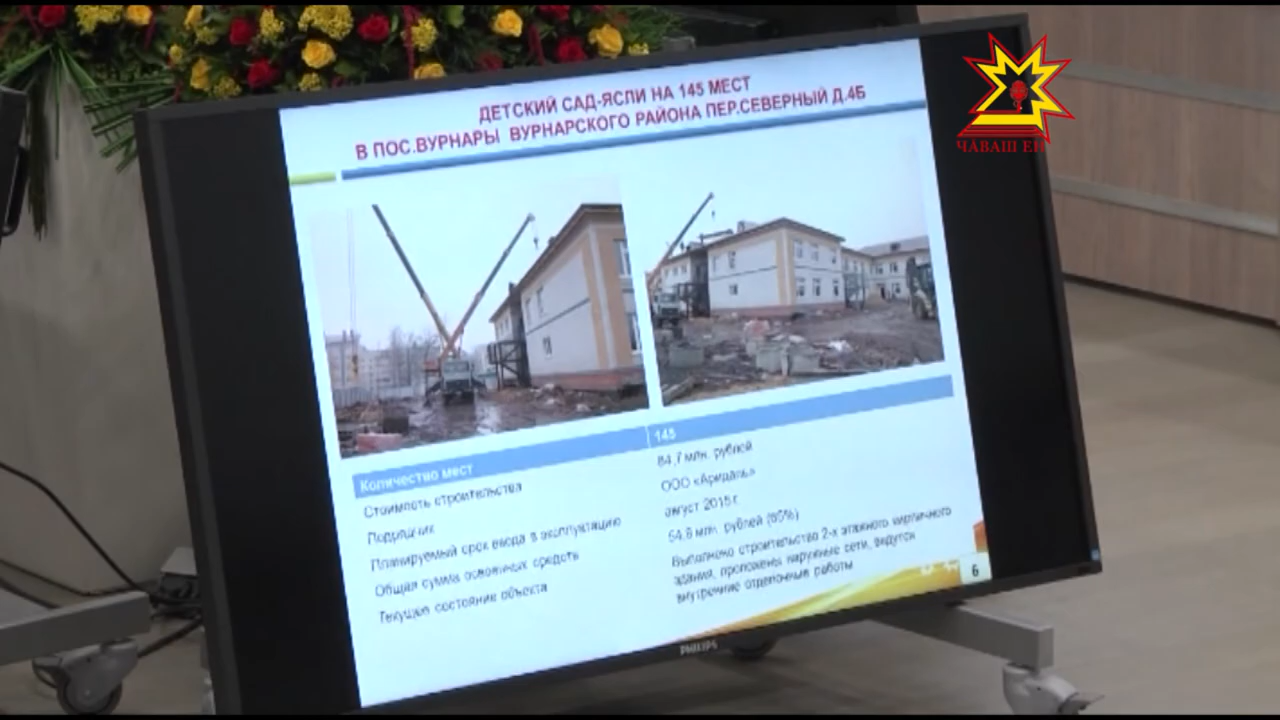 ДЕТСКИЙ САД-ЯСЛИ НА 145 МЕСТ
В ПОС.ВУРНАРЫ ВУРНАРСКОГО РАЙОНА ПЕР.СЕВЕРНЫЙ Д.4Б
ЧӐВАШ ЕН
Количество мест 145
Стоимость строительства 84,7 млн. рублей
Подрядчик ООО «Аридаль»
Планируемый срок ввода в эксплуатацию август 2015 г.
Общая сумма освоенных средств 54,8 млн. рублей (65%)
Текущее состояние объекта Выполнено строительство 2-х этажного кирпичного
здания, проложены наружные сети, ведутся
внутренние отделочные работы
6
PHILIPS